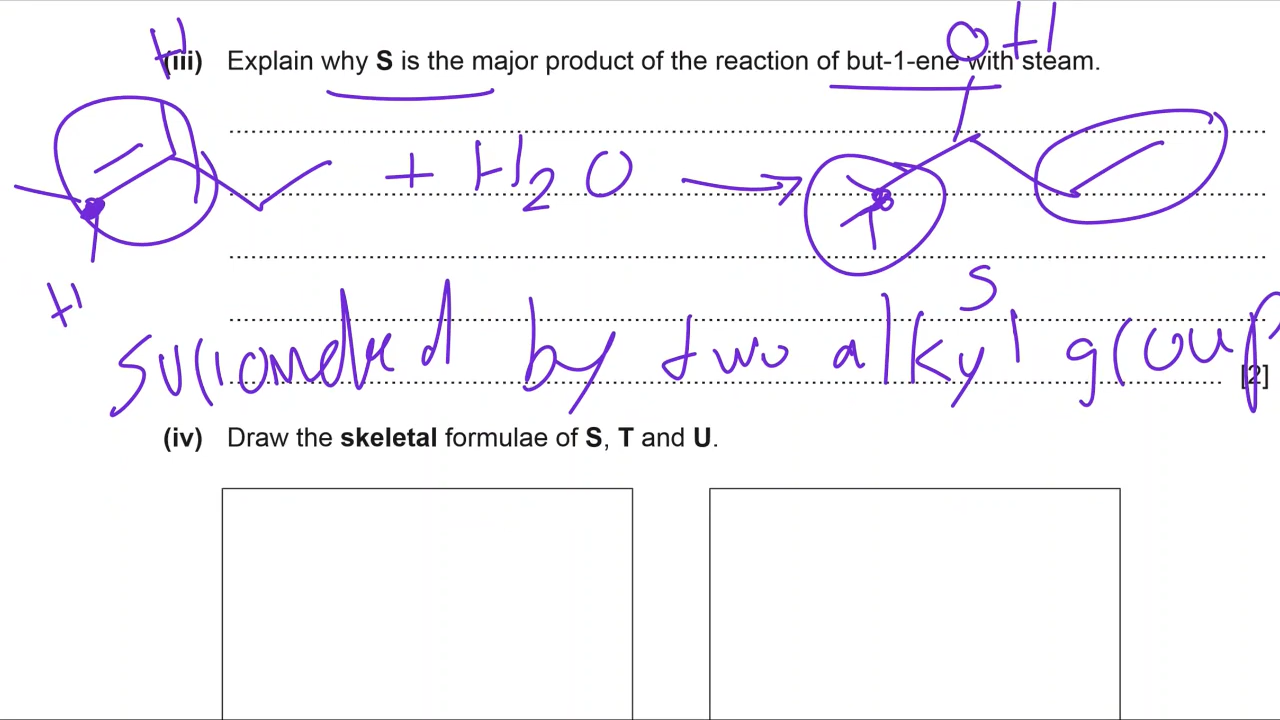 H
OH
(iii) Explain why S is the major product of the reaction of but-1-ene with steam.
+ H2O →
S
H
surrounded by two alkyl group
[2]
(iv) Draw the skeletal formulae of S, T and U.